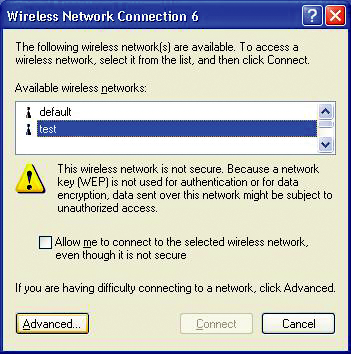 Wireless Network Connection 6
The following wireless network(s) are available. To access a
wireless network, select it from the list, and then click Connect.
Available wireless networks:
default
test
This wireless network is not secure. Because a network
key (WEP) is not used for authentication or for data
encryption, data sent over this network might be subject to
unauthorized access.
Allow me to connect to the selected wireless network,
even though it is not secure
If you are having difficulty connecting to a network, click Advanced.
Advanced... Connect Cancel